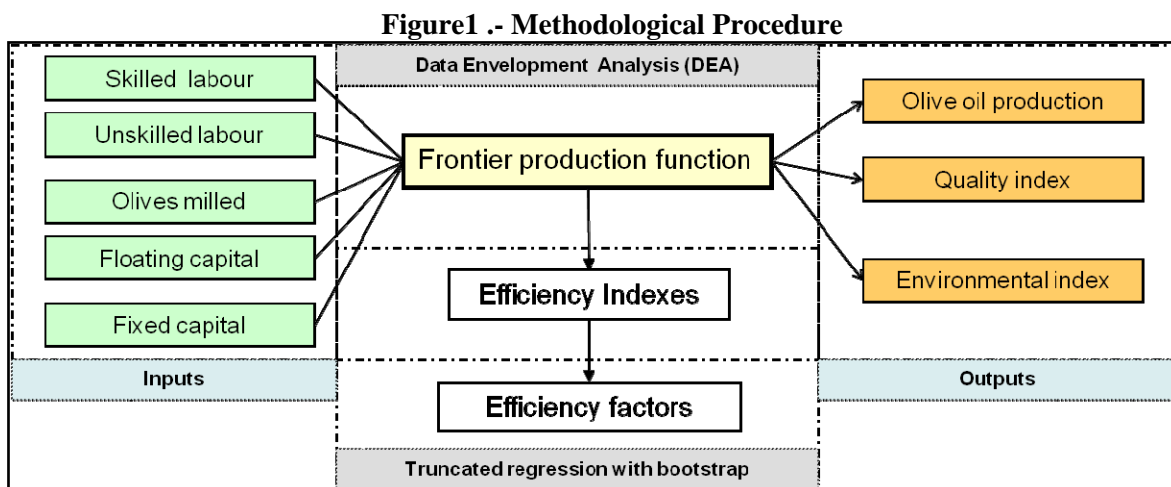 Figure1 .- Methodological Procedure
Data Envelopment Analysis (DEA)
Skilled labour
Unskilled labour
Olives milled
Floating capital
Fixed capital
Inputs
Frontier production function
Efficiency Indexes
Efficiency factors
Truncated regression with bootstrap
Olive oil production
Quality index
Environmental index
Outputs